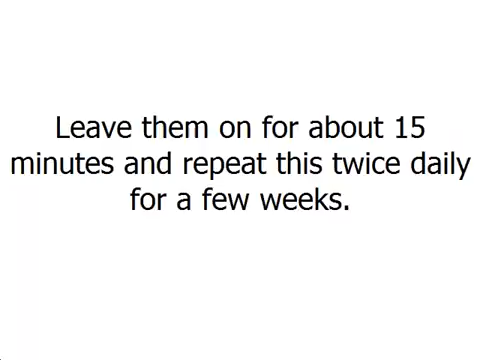 Leave them on for about 15
minutes and repeat this twice daily
for a few weeks.